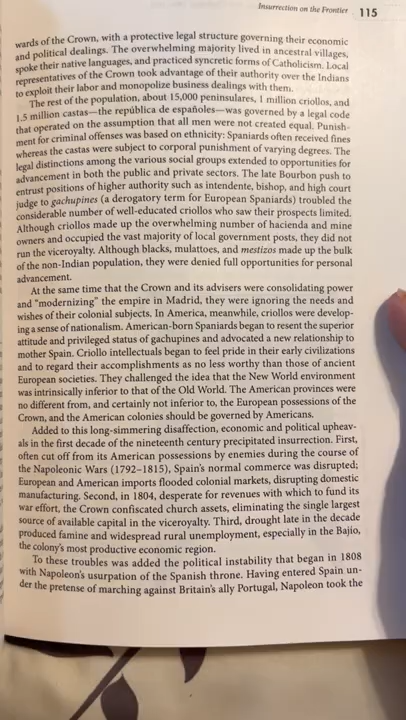 Insurrection on the Frontier 115
wards of the Crown, with a protective legal structure governing their economic
and political dealings. The overwhelming majority lived in ancestral villages,
spoke their native languages, and practiced syncretic forms of Catholicism. Local
representatives of the Crown took advantage of their authority over the Indians
to exploit their labor and monopolize business dealings with them.
The rest of the population, about 15,000 peninsulares, 1 million criollos, and
1.5 million castas—the república de españoles—was governed by a legal code
that operated on the assumption that all men were not created equal. Punish-
ment for criminal offenses was based on ethnicity: Spaniards often received fines
whereas the castas were subject to corporal punishment of varying degrees. The
legal distinctions among the various social groups extended to opportunities for
advancement in both the public and private sectors. The late Bourbon push to
entrust positions of higher authority such as intendente, bishop, and high court
judge to gachupines (a derogatory term for European Spaniards) troubled the
considerable number of well-educated criollos who saw their prospects limited.
Although criollos made up the overwhelming number of hacienda and mine
owners and occupied the vast majority of local government posts, they did not
run the viceroyalty. Although blacks, mulattoes, and mestizos made up the bulk
of the non-Indian population, they were denied full opportunities for personal
advancement.
At the same time that the Crown and its advisers were consolidating power
and "modernizing" the empire in Madrid, they were ignoring the needs and
wishes of their colonial subjects. In America, meanwhile, criollos were develop-
ing a sense of nationalism. American-born Spaniards began to resent the superior
attitude and privileged status of gachupines and advocated a new relationship to
mother Spain. Criollo intellectuals began to feel pride in their early civilizations
and to regard their accomplishments as no less worthy than those of ancient
European societies. They challenged the idea that the New World environment
was intrinsically inferior to that of the Old World. The American provinces were
no different from, and certainly not inferior to, the European possessions of the
Crown, and the American colonies should be governed by Americans.
Added to this long-simmering disaffection, economic and political upheav-
als in the first decade of the nineteenth century precipitated insurrection. First,
often cut off from its American possessions by enemies during the course of
the Napoleonic Wars (1792–1815), Spain's normal commerce was disrupted;
European and American imports flooded colonial markets, disrupting domestic
manufacturing. Second, in 1804, desperate for revenues with which to fund its
war effort, the Crown confiscated church assets, eliminating the single largest
source of available capital in the viceroyalty. Third, drought late in the decade
produced famine and widespread rural unemployment, especially in the Bajío,
the colony's most productive economic region.
To these troubles was added the political instability that began in 1808
with Napoleon's usurpation of the Spanish throne. Having entered Spain un-
der the pretense of marching against Britain's ally Portugal, Napoleon took the